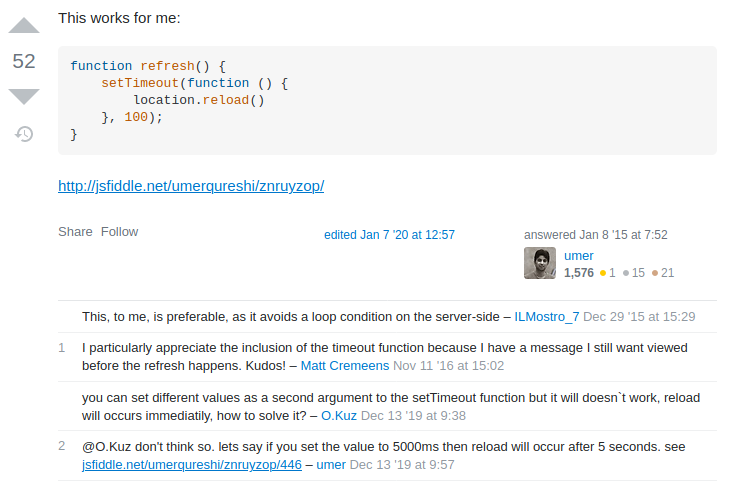 This works for me:
52
function refresh() {
    setTimeout(function () {
        location.reload()
    }, 100);
}
http://jsfiddle.net/umerqureshi/znruyzop/
Share Follow
edited Jan 7 '20 at 12:57
answered Jan 8 '15 at 7:52
umer
1,576 ●1 ●15 ●21
This, to me, is preferable, as it avoids a loop condition on the server-side – ILMostro_7 Dec 29 '15 at 15:29
1 I particularly appreciate the inclusion of the timeout function because I have a message I still want viewed
before the refresh happens. Kudos! – Matt Cremeens Nov 11 '16 at 15:02
you can set different values as a second argument to the setTimeout function but it will doesn`t work, reload
will occurs immediatily, how to solve it? – O.Kuz Dec 13 '19 at 9:38
2 @O.Kuz don't think so. lets say if you set the value to 5000ms then reload will occur after 5 seconds. see
jsfiddle.net/umerqureshi/znruyzop/446 – umer Dec 13 '19 at 9:57